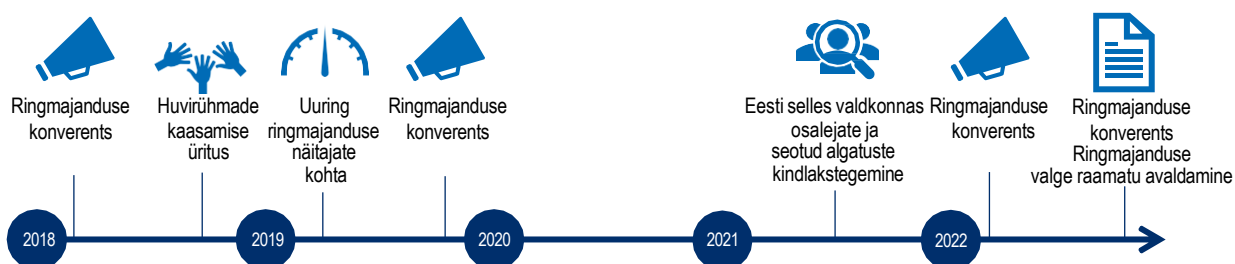 Ringmajanduse
konverents
Huvirühmade
kaasamise
üritus
Uuring
ringmajanduse
näitajate
kohta
Ringmajanduse
konverents
Eesti selles valdkonnas
osalejate ja
seotud algatuste
kindlakstegemine
Ringmajanduse
konverents
Ringmajanduse
konverents
Ringmajanduse
valge raamatu avaldamine
2018
2019
2020
2021
2022